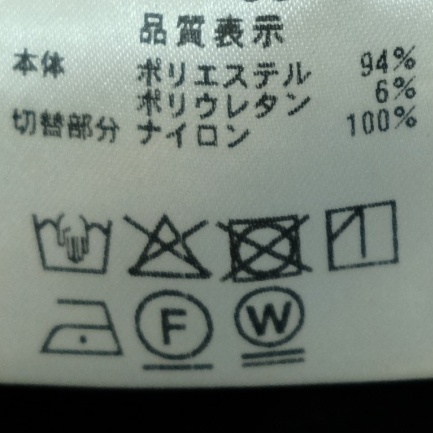 品質表示
本体 ポリエステル 94%
ポリウレタン 6%
切替部分 ナイロン 100%
F W